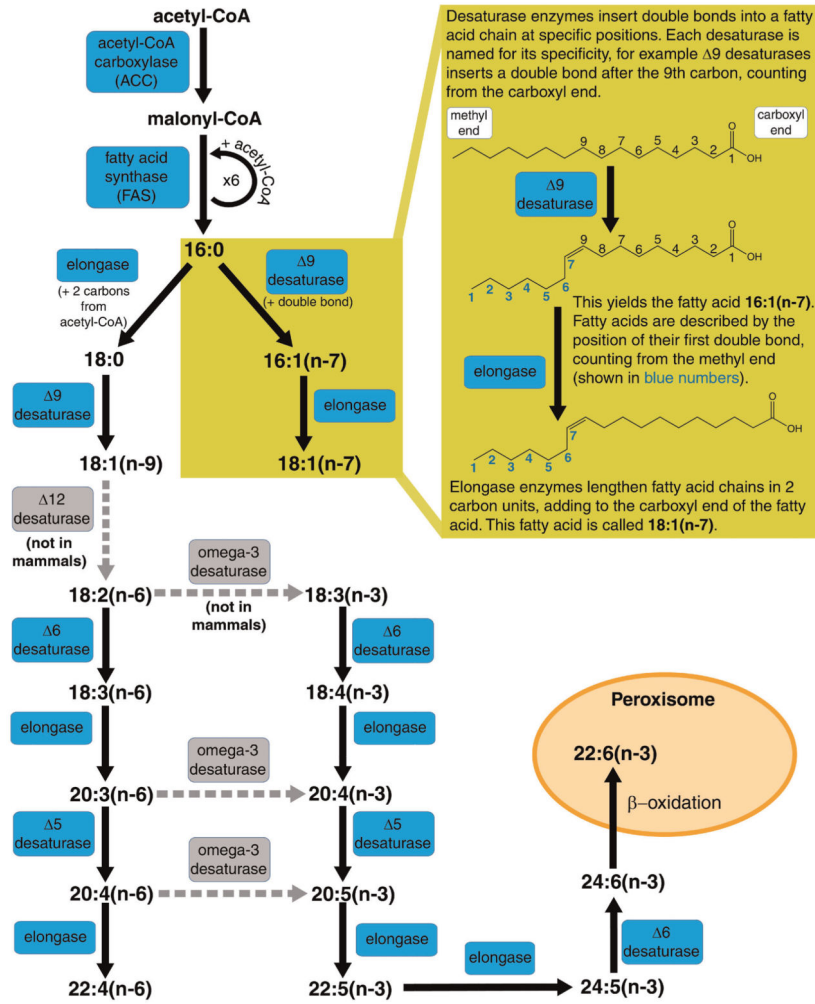 acetyl-CoA
acetyl-CoA
carboxylase
(ACC)
malonyl-CoA
fatty acid
synthase
(FAS)
+ acetyl-CoA
x6
16:0
elongase
(+ 2 carbons
from
acetyl-CoA)
Δ9
desaturase
(+ double bond)
18:0
16:1(n-7)
Δ9
desaturase
elongase
18:1(n-9)
18:1(n-7)
Desaturase enzymes insert double bonds into a fatty
acid chain at specific positions. Each desaturase is
named for its specificity, for example Δ9 desaturases
inserts a double bond after the 9th carbon, counting
from the carboxyl end.
methyl
end
carboxyl
end
9 8 7 6 5 4 3 2 1
O
OH
Δ9
desaturase
9 8 7 6 5 4 3 2 1
O
OH
1 2 3 4 5 6 7
This yields the fatty acid 16:1(n-7).
Fatty acids are described by the
position of their first double bond,
counting from the methyl end
(shown in blue numbers).
elongase
O
OH
1 2 3 4 5 6 7
Elongase enzymes lengthen fatty acid chains in 2
carbon units, adding to the carboxyl end of the fatty
acid. This fatty acid is called 18:1(n-7).
Δ12
desaturase
(not in
mammals)
omega-3
desaturase
18:2(n-6)
(not in
mammals)
18:3(n-3)
Δ6
desaturase
Δ6
desaturase
18:3(n-6)
18:4(n-3)
elongase
elongase
omega-3
desaturase
20:3(n-6)
20:4(n-3)
Δ5
desaturase
Δ5
desaturase
omega-3
desaturase
20:4(n-6)
20:5(n-3)
elongase
elongase
22:4(n-6)
22:5(n-3)
elongase
24:5(n-3)
Δ6
desaturase
24:6(n-3)
β–oxidation
22:6(n-3)
Peroxisome